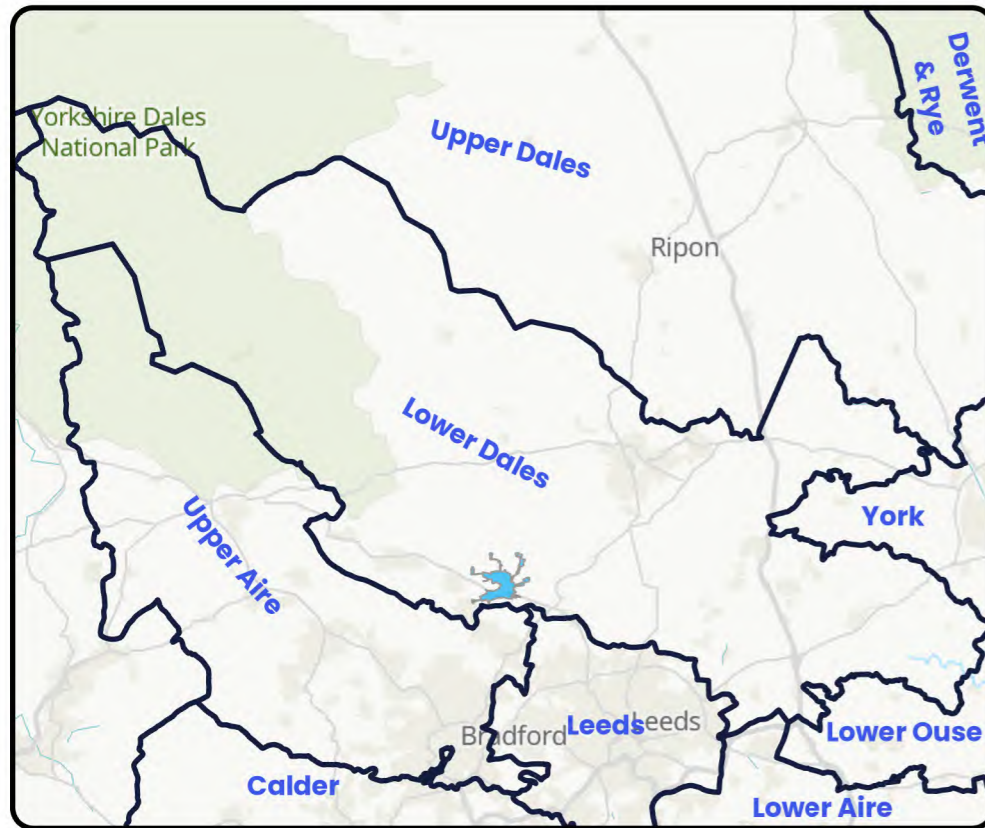 Derwent
& Rye
Yorkshire Dales
National Park
Upper Dales
Ripon
Lower Dales
York
Upper Aire
Bradford
Leeds
Leeds
Lower Ouse
Calder
Lower Aire